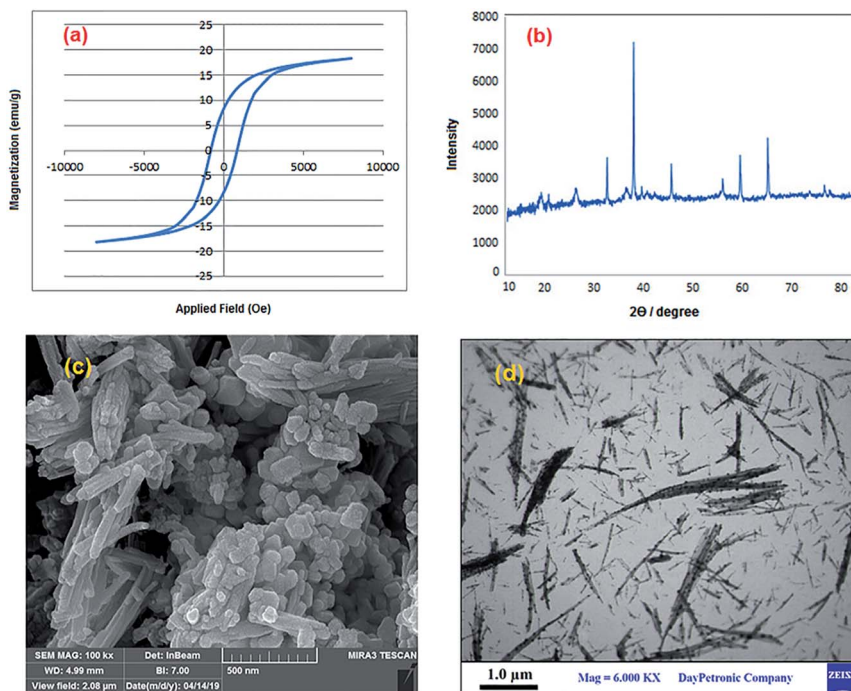 (a)
25
20
15
10
5
0
-10000 -5000 0 5000 10000
-5
-10
-15
-20
-25
Magnetization (emu/g)
Applied Field (Oe)
(b)
8000
7000
6000
5000
4000
3000
2000
1000
0
Intensity
10 20 30 40 50 60 70 80
2Θ / degree
(c)
SEM MAG: 100 kx Det: InBeam MIRA3 TESCAN
WD: 4.99 mm BI: 7.00 500 nm
View field: 2.08 µm Date(m/d/y): 04/14/19
(d)
1.0 µm Mag = 6.000 KX DayPetronic Company ZEISS